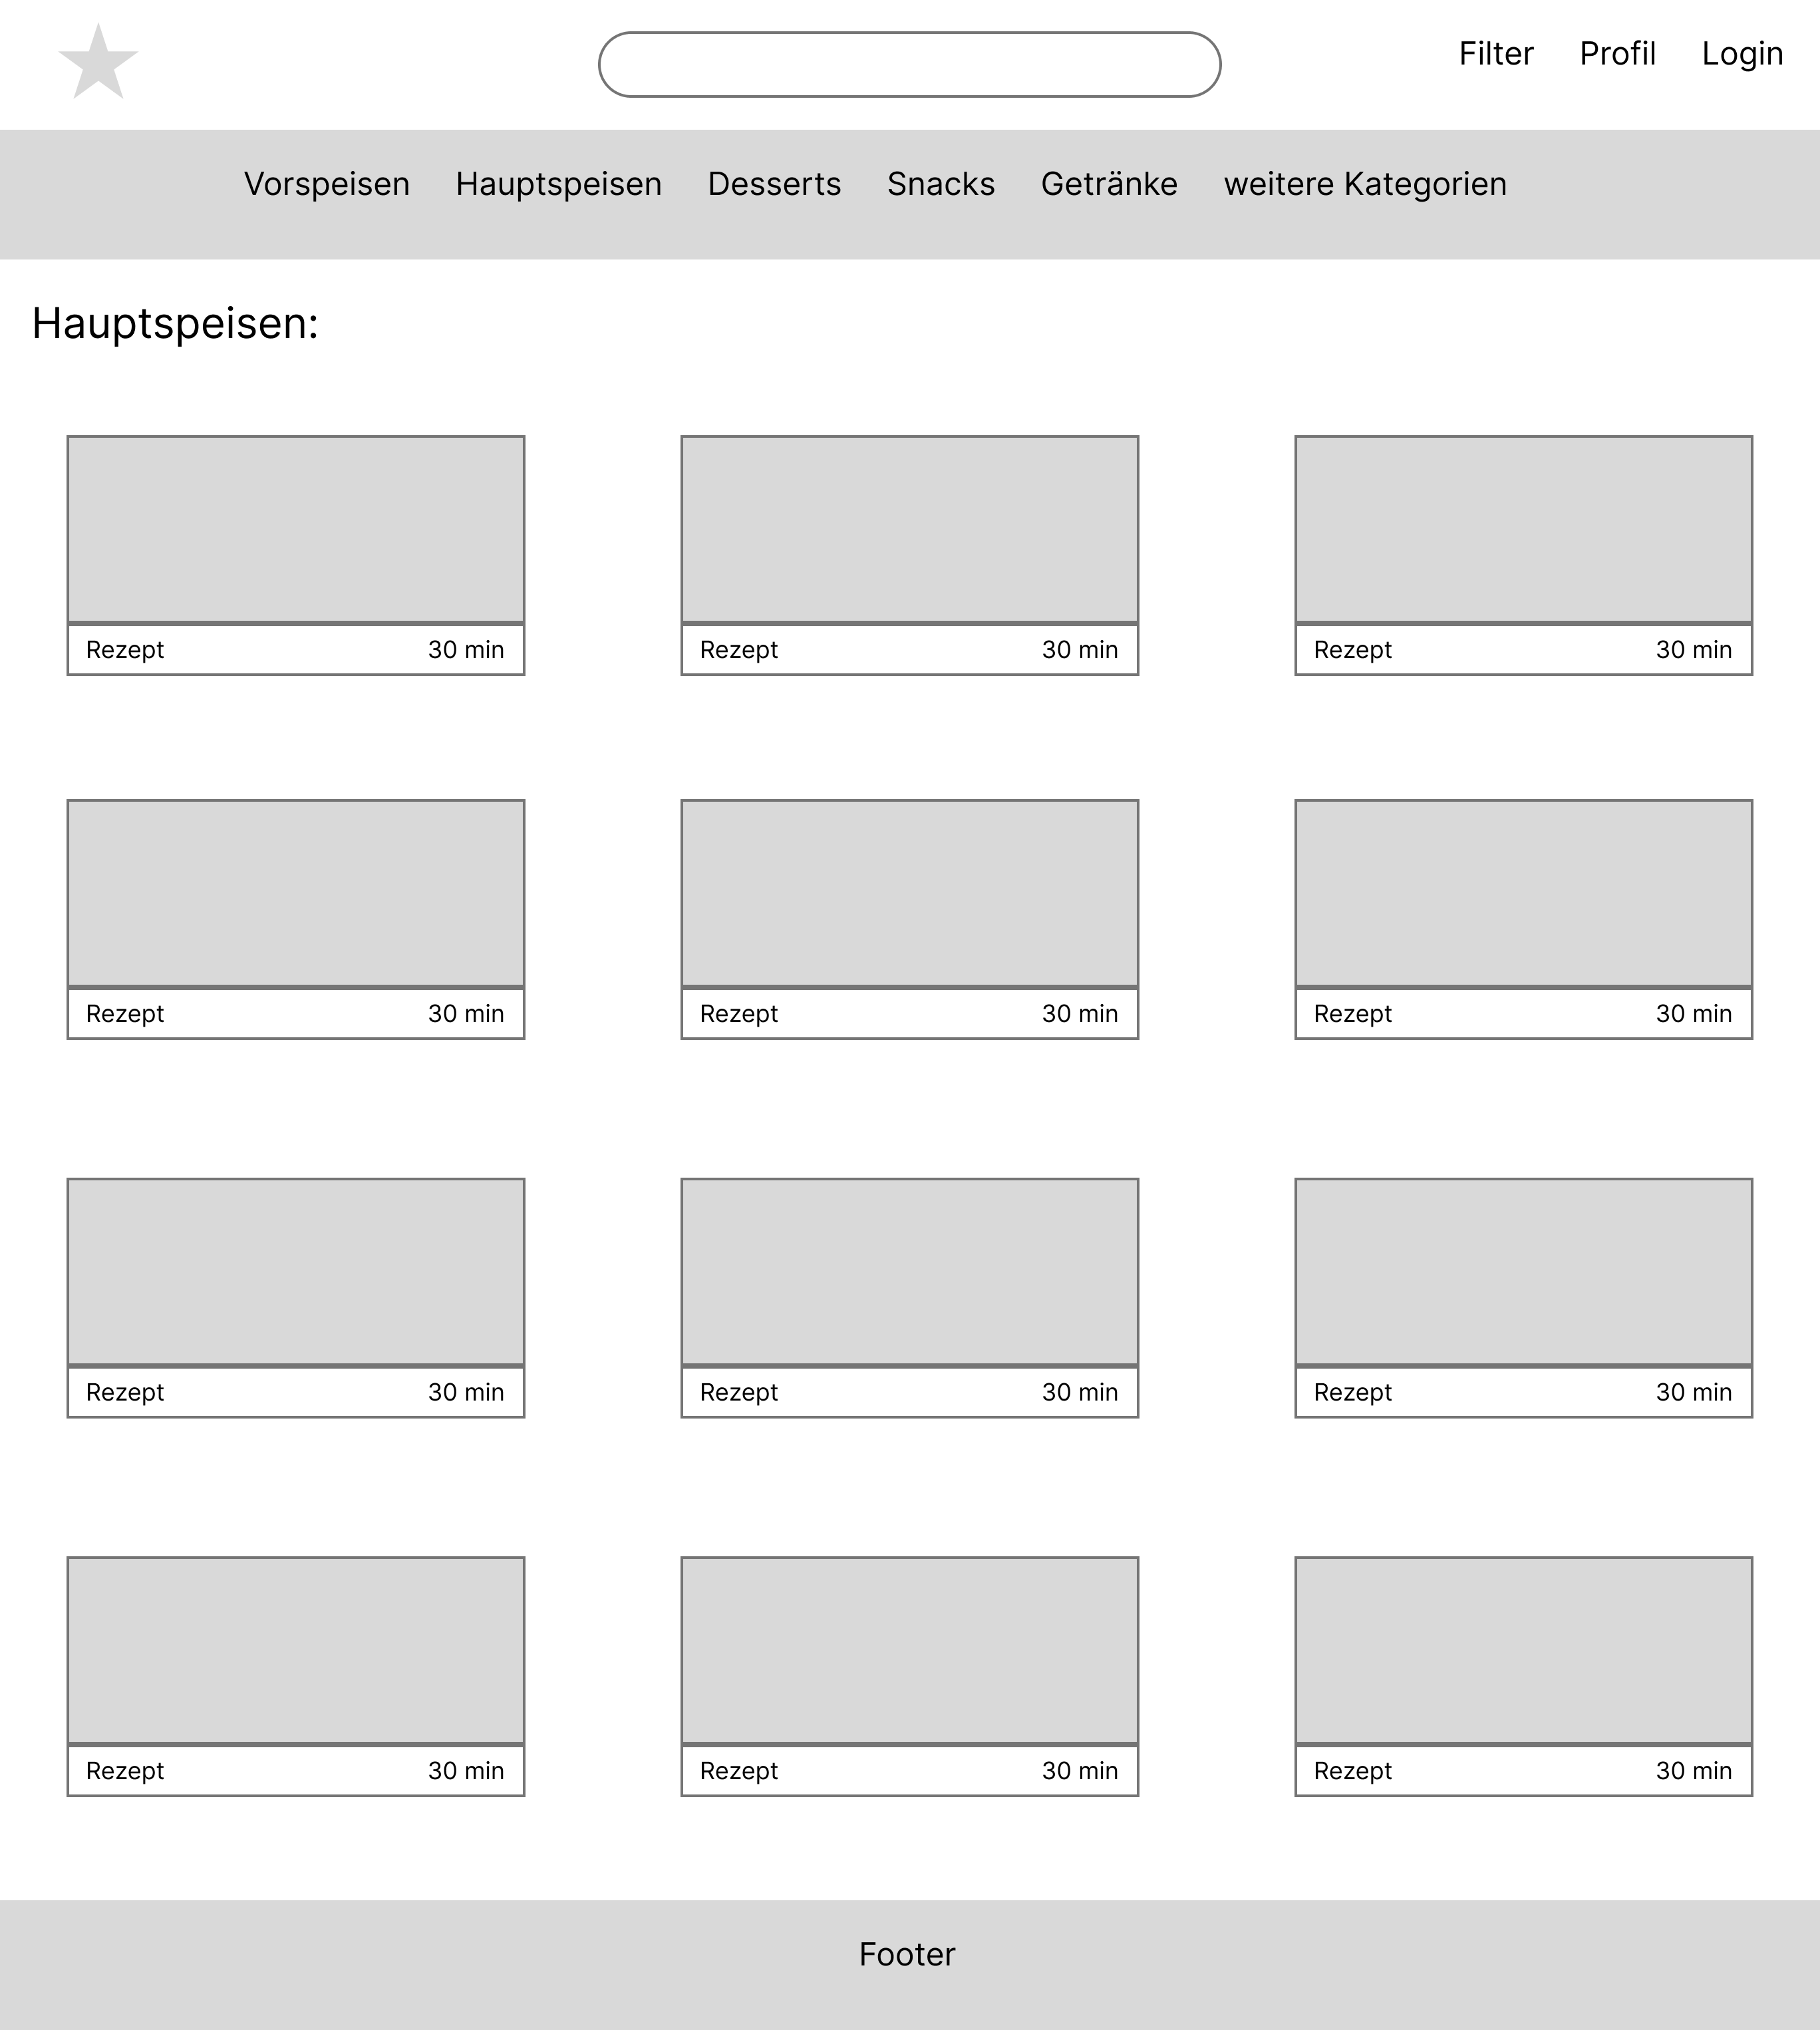 Filter Profil Login
Vorspeisen Hauptspeisen Desserts Snacks Getränke weitere Kategorien
Hauptspeisen:
Rezept 30 min Rezept 30 min Rezept 30 min
Rezept 30 min Rezept 30 min Rezept 30 min
Rezept 30 min Rezept 30 min Rezept 30 min
Rezept 30 min Rezept 30 min Rezept 30 min
Footer